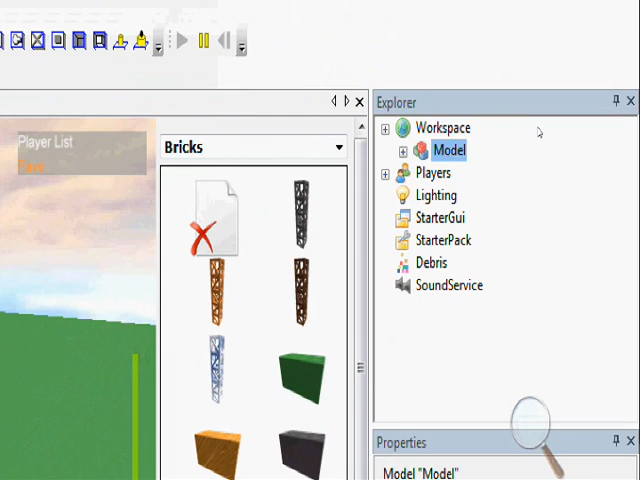 Explorer
Workspace
Player List
Bricks
Model
Players
Lighting
StarterGui
StarterPack
Debris
SoundService
Properties
Model "Model"